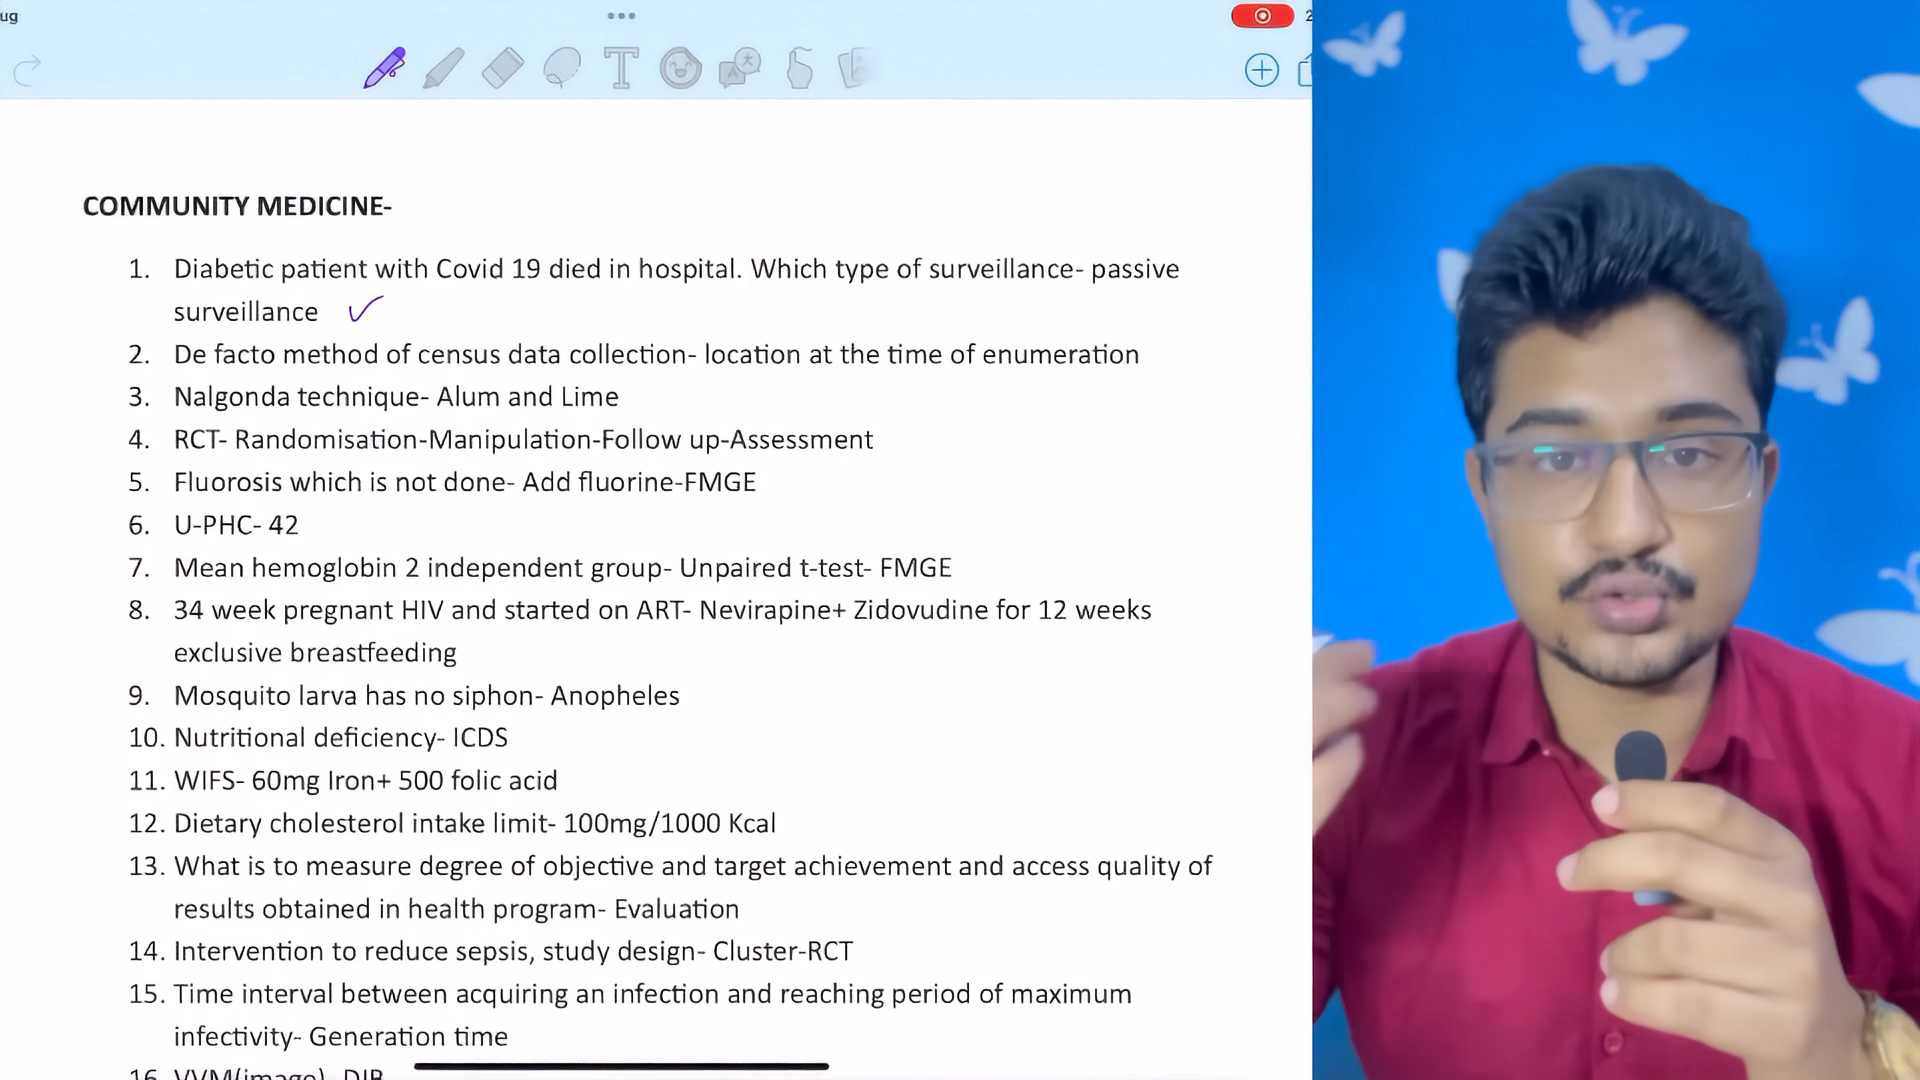 ug
COMMUNITY MEDICINE-
1. Diabetic patient with Covid 19 died in hospital. Which type of surveillance- passive
surveillance
2. De facto method of census data collection- location at the time of enumeration
3. Nalgonda technique- Alum and Lime
4. RCT- Randomisation-Manipulation-Follow up-Assessment
5. Fluorosis which is not done- Add fluorine-FMGE
6. U-PHC- 42
7. Mean hemoglobin 2 independent group- Unpaired t-test- FMGE
8. 34 week pregnant HIV and started on ART- Nevirapine+ Zidovudine for 12 weeks
exclusive breastfeeding
9. Mosquito larva has no siphon- Anopheles
10. Nutritional deficiency- ICDS
11. WIFS- 60mg Iron+ 500 folic acid
12. Dietary cholesterol intake limit- 100mg/1000 Kcal
13. What is to measure degree of objective and target achievement and access quality of
results obtained in health program- Evaluation
14. Intervention to reduce sepsis, study design- Cluster-RCT
15. Time interval between acquiring an infection and reaching period of maximum
infectivity- Generation time
16. VVM(image)-